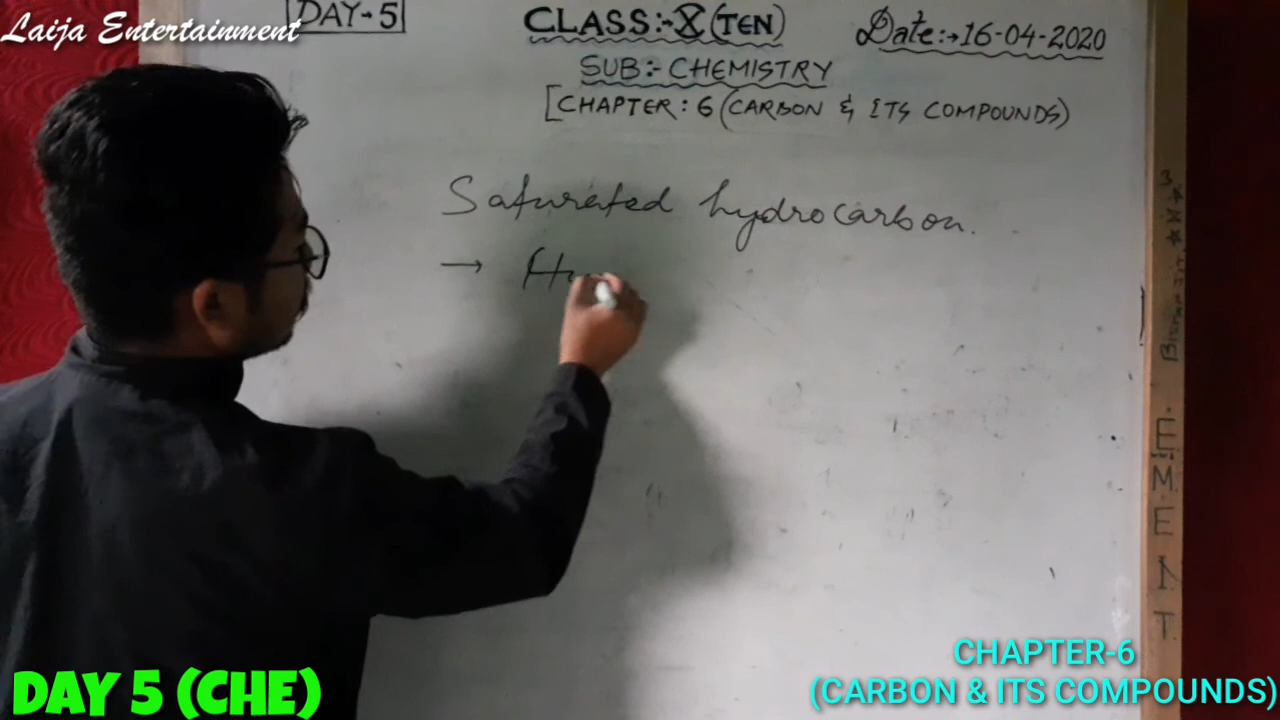 Laija Entertainment
DAY-5
CLASS:-X(TEN)
Date:→16-04-2020
SUB:- CHEMISTRY
[CHAPTER: 6 (CARBON & ITS COMPOUNDS)
Saturated hydrocarbon.
→
EMENT
DAY 5 (CHE)
CHAPTER-6
(CARBON & ITS COMPOUNDS)